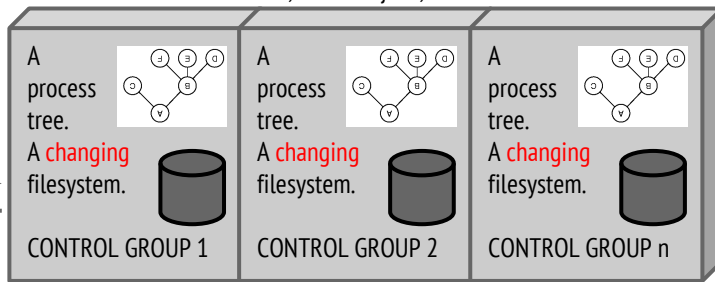 A
process
tree.
A changing
filesystem.
CONTROL GROUP 1
F E D
C B
A
A
process
tree.
A changing
filesystem.
CONTROL GROUP 2
F E D
C B
A
A
process
tree.
A changing
filesystem.
CONTROL GROUP n
F E D
C B
A